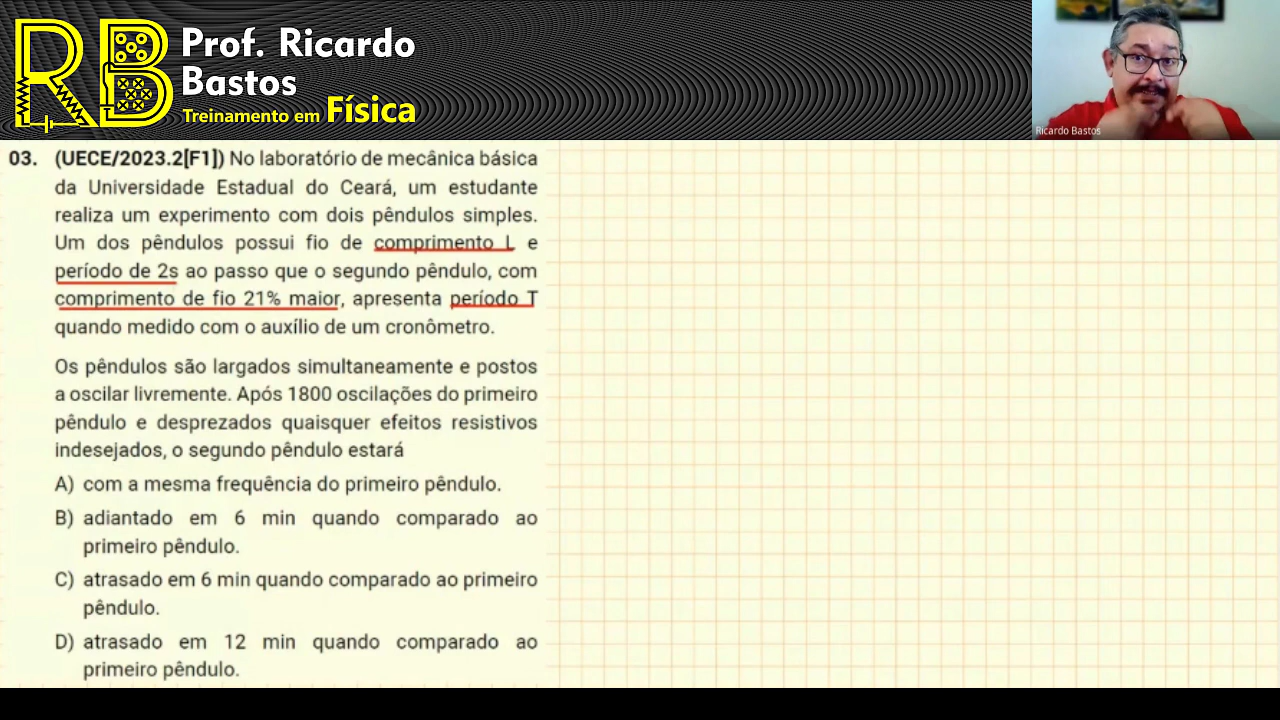 RB
Prof. Ricardo
Bastos
Treinamento em Física
Ricardo Bastos
03. (UECE/2023.2[F1]) No laboratório de mecânica básica
da Universidade Estadual do Ceará, um estudante
realiza um experimento com dois pêndulos simples.
Um dos pêndulos possui fio de comprimento L e
período de 2s ao passo que o segundo pêndulo, com
comprimento de fio 21% maior, apresenta período T
quando medido com o auxílio de um cronômetro.
Os pêndulos são largados simultaneamente e postos
a oscilar livremente. Após 1800 oscilações do primeiro
pêndulo e desprezados quaisquer efeitos resistivos
indesejados, o segundo pêndulo estará
A) com a mesma frequência do primeiro pêndulo.
B) adiantado em 6 min quando comparado ao
primeiro pêndulo.
C) atrasado em 6 min quando comparado ao primeiro
pêndulo.
D) atrasado em 12 min quando comparado ao
primeiro pêndulo.